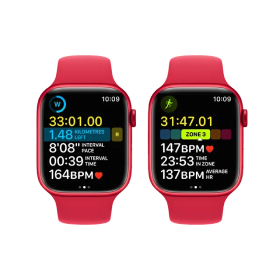 W
10:09
33:01.00
1.48 KILOMETRES LEFT
8'08" INTERVAL PACE
00:39 INTERVAL TIME
164BPM
10:09
31:47.01
ZONE 3
147BPM
23:53 TIME IN ZONE
137BPM AVERAGE HR